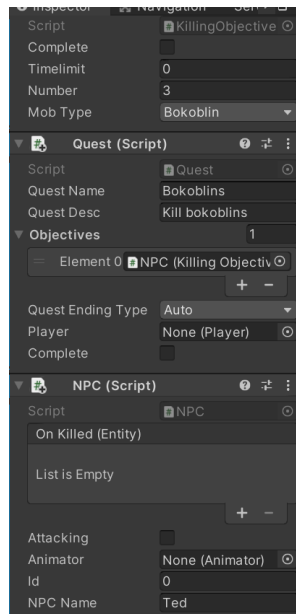 Inspector Navigation
Script KillingObjective
Complete
Timelimit 0
Number 3
Mob Type Bokoblin
Quest (Script)
Script Quest
Quest Name Bokoblins
Quest Desc Kill bokoblins
Objectives 1
Element 0 NPC (Killing Objectiv
Quest Ending Type Auto
Player None (Player)
Complete
NPC (Script)
Script NPC
On Killed (Entity)
List is Empty
Attacking
Animator None (Animator)
Id 0
NPC Name Ted